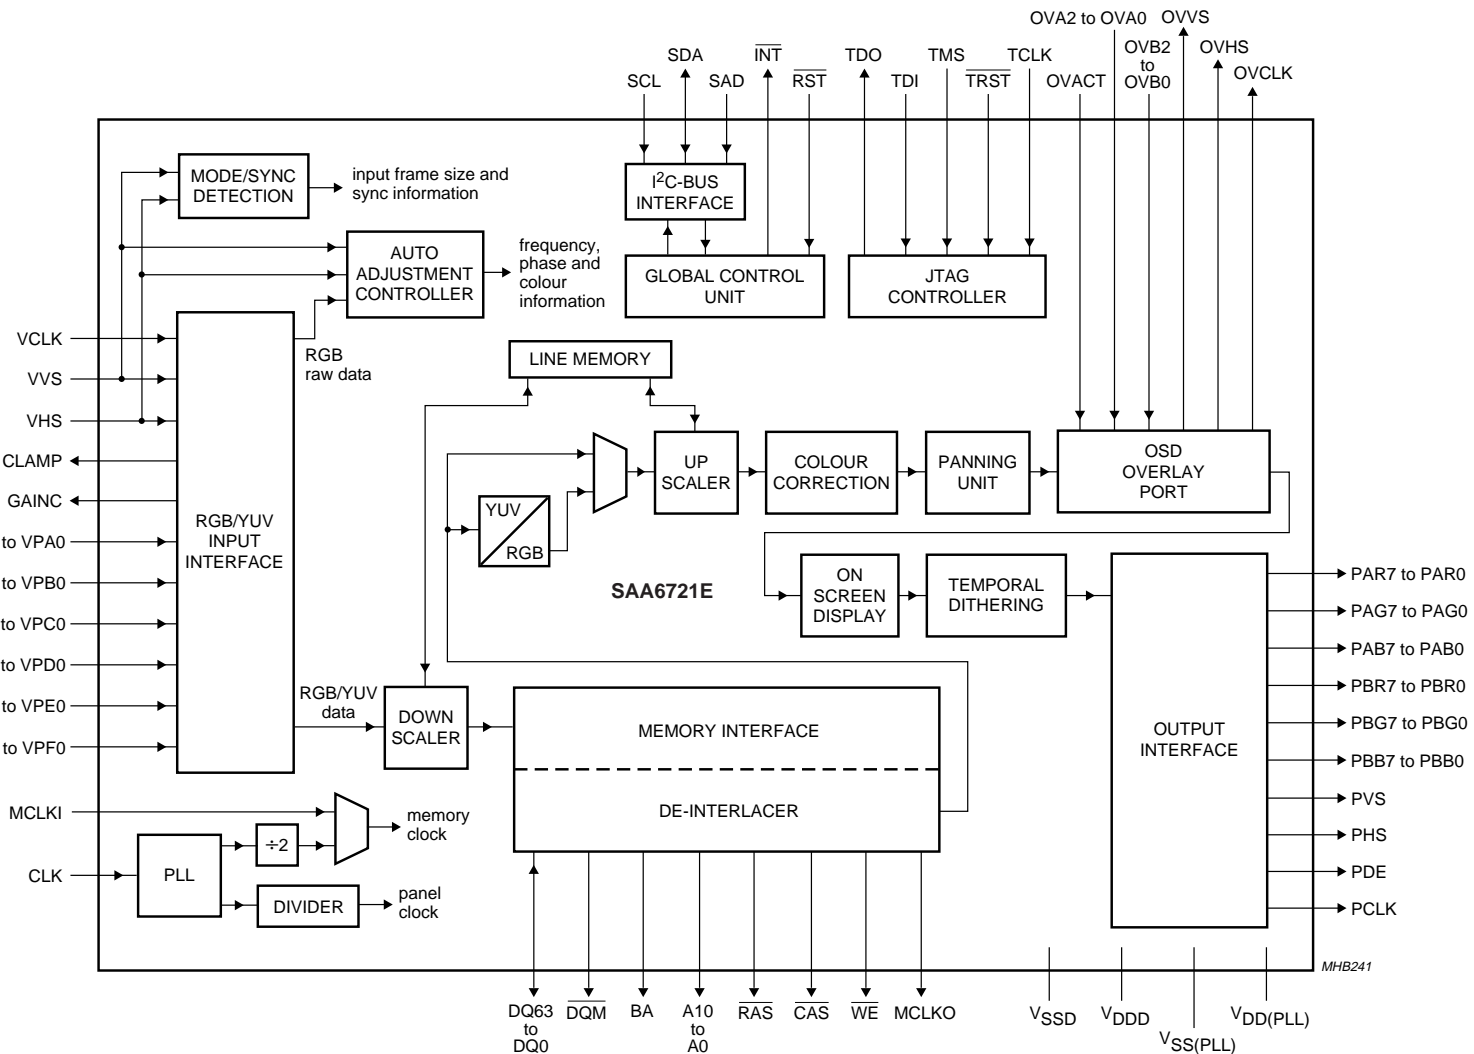 OVA2 to OVA0
OVVS
SDA
INT
TDO
TMS
TCLK
OVB2
to
OVB0
OVHS
SCL
SAD
RST
TDI
TRST
OVACT
OVCLK
MODE/SYNC
DETECTION
input frame size and
sync information
I²C-BUS
INTERFACE
AUTO
ADJUSTMENT
CONTROLLER
frequency,
phase and
colour
information
GLOBAL CONTROL
UNIT
JTAG
CONTROLLER
VCLK
VVS
VHS
CLAMP
GAINC
to VPA0
to VPB0
to VPC0
to VPD0
to VPE0
to VPF0
RGB
raw data
LINE MEMORY
RGB/YUV
INPUT
INTERFACE
YUV
RGB
UP
SCALER
COLOUR
CORRECTION
PANNING
UNIT
OSD
OVERLAY
PORT
SAA6721E
ON
SCREEN
DISPLAY
TEMPORAL
DITHERING
OUTPUT
INTERFACE
PAR7 to PAR0
PAG7 to PAG0
PAB7 to PAB0
PBR7 to PBR0
PBG7 to PBG0
PBB7 to PBB0
PVS
PHS
PDE
PCLK
RGB/YUV
data
DOWN
SCALER
MEMORY INTERFACE
DE-INTERLACER
MCLKI
CLK
PLL
÷2
DIVIDER
memory
clock
panel
clock
MHB241
DQ63
to
DQ0
DQM
BA
A10
to
A0
RAS
CAS
WE
MCLKO
VSSD
VDDD
VSS(PLL)
VDD(PLL)